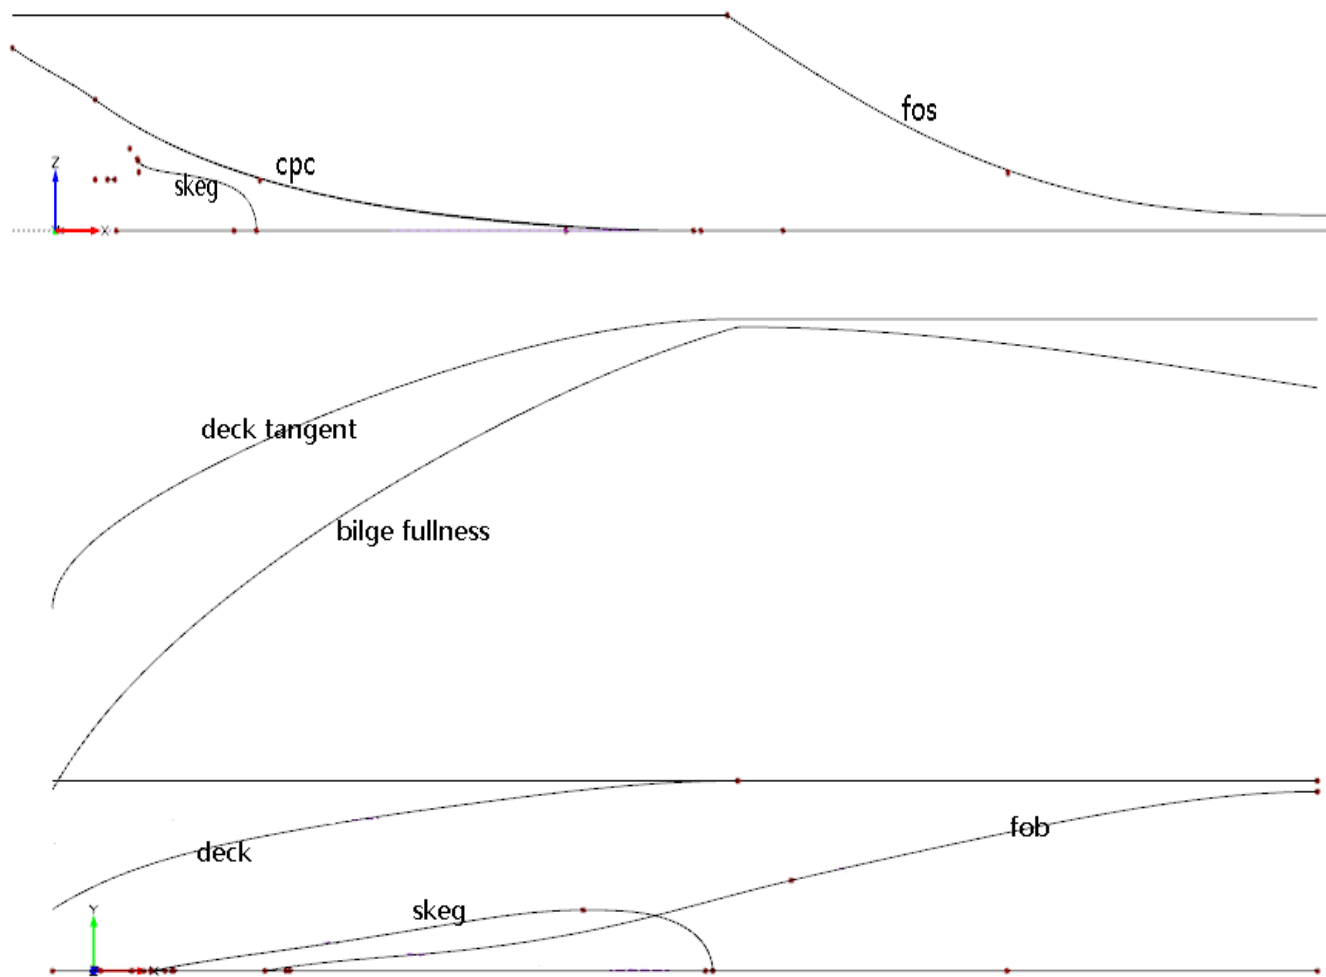 fos
cpc
Z
skeg
X
deck tangent
bilge fullness
fob
deck
Y
skeg
X